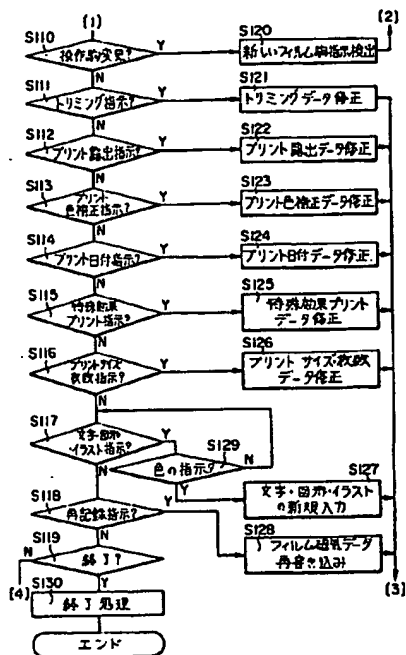 (1)
(2)
S110
操作駒変更?
Y
S120
新しいフィルム駒指示検出
N
S111
トリミング指示?
Y
S121
トリミングデータ修正
N
S112
プリント露出指示?
Y
S122
プリント露出データ修正
N
S113
プリント
色補正指示?
Y
S123
プリント色補正データ修正
N
S114
プリント日付指示?
Y
S124
プリント日付データ修正
N
S115
特殊効果
プリント指示?
Y
S125
特殊効果プリント
データ修正
N
S116
プリントサイズ
枚数指示?
Y
S126
プリント サイズ・枚数
データ修正
N
S117
文字・図形・
イラスト指示?
Y
S129
色の指示?
N
Y
S127
文字・図形・イラスト
の新規入力
N
S118
再記録指示?
Y
S128
フィルム磁気データ
再書き込み
N
S119
終了?
N
(4)
Y
(3)
S130
終了処理
エンド